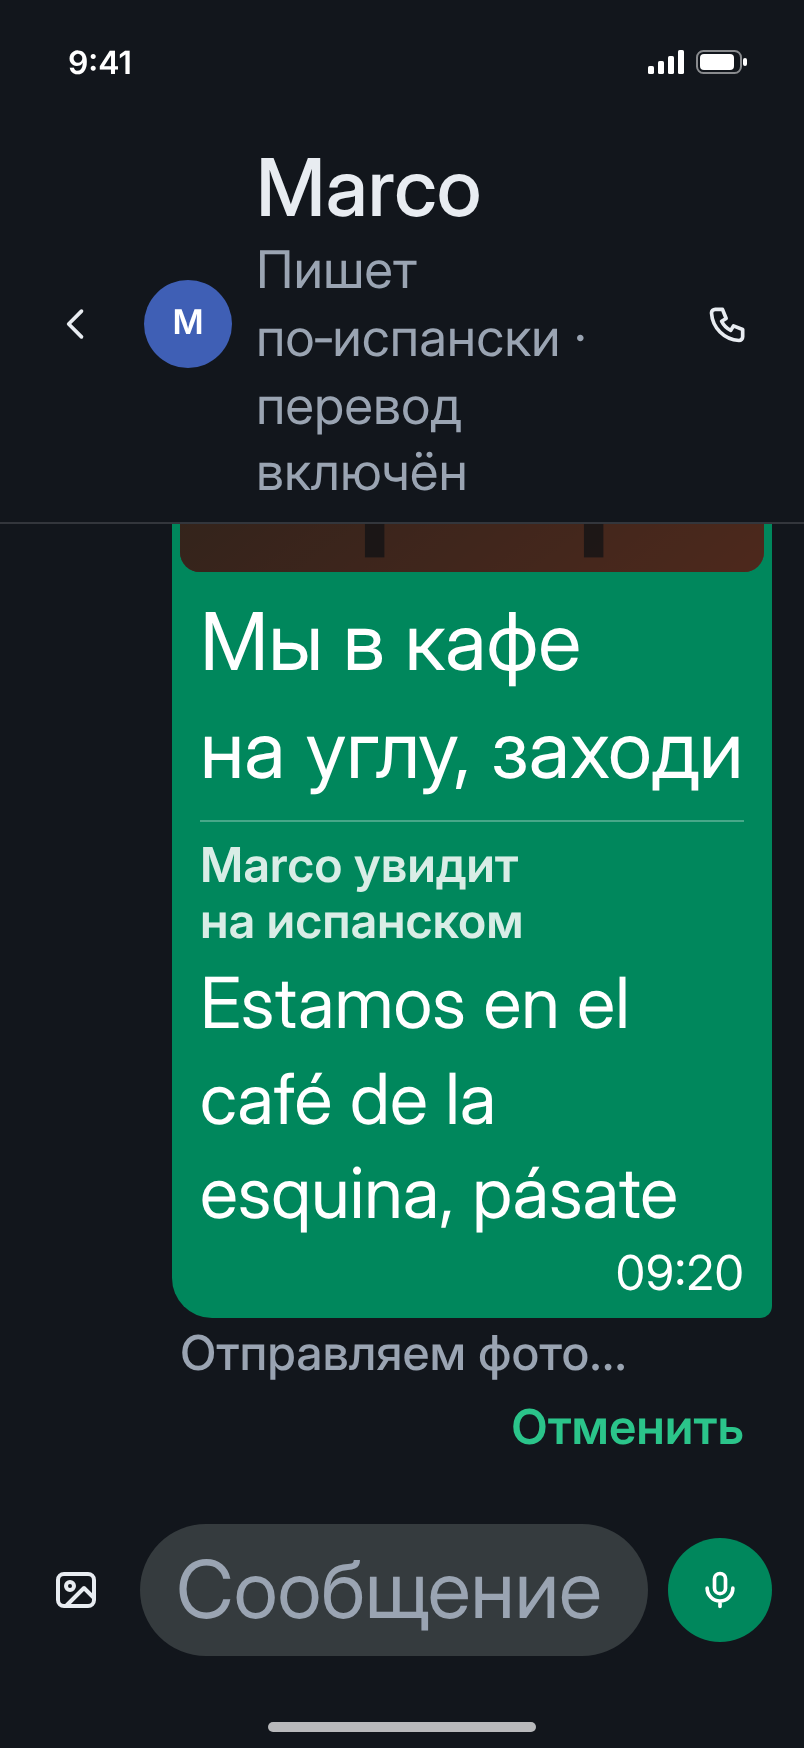 9:41
Marco
Пишет
по-испански ·
перевод
включён
M
Мы в кафе
на углу, заходи
Marco увидит
на испанском
Estamos en el
café de la
esquina, pásate
09:20
Отправляем фото...
Отменить
Сообщение